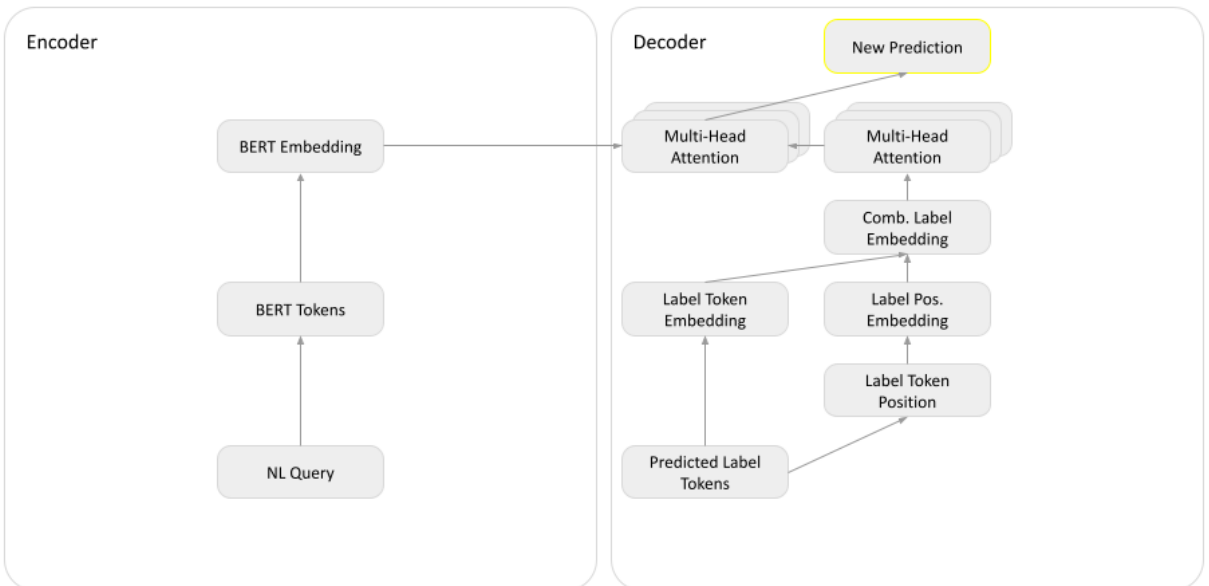 Encoder
BERT Embedding
BERT Tokens
NL Query
Decoder
New Prediction
Multi-Head
Attention
Multi-Head
Attention
Comb. Label
Embedding
Label Token
Embedding
Label Pos.
Embedding
Label Token
Position
Predicted Label
Tokens